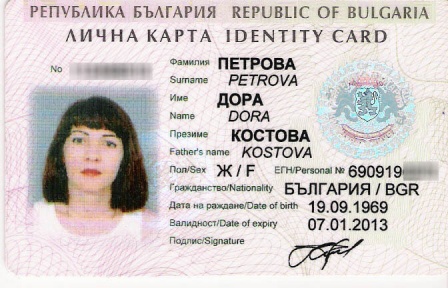 РЕПУБЛИКА БЪЛГАРИЯ REPUBLIC OF BULGARIA
ЛИЧНА КАРТА IDENTITY CARD
No
Фамилия ПЕТРОВА
Surname PETROVA
Име ДОРА
Name DORA
Презиме КОСТОВА
Father's name KOSTOVA
Пол/Sex Ж / F ЕГН/Personal № 690919
Гражданство/Nationality БЪЛГАРИЯ / BGR
Дата на раждане/Date of birth 19.09.1969
Валидност/Date of expiry 07.01.2013
Подпис/Signature